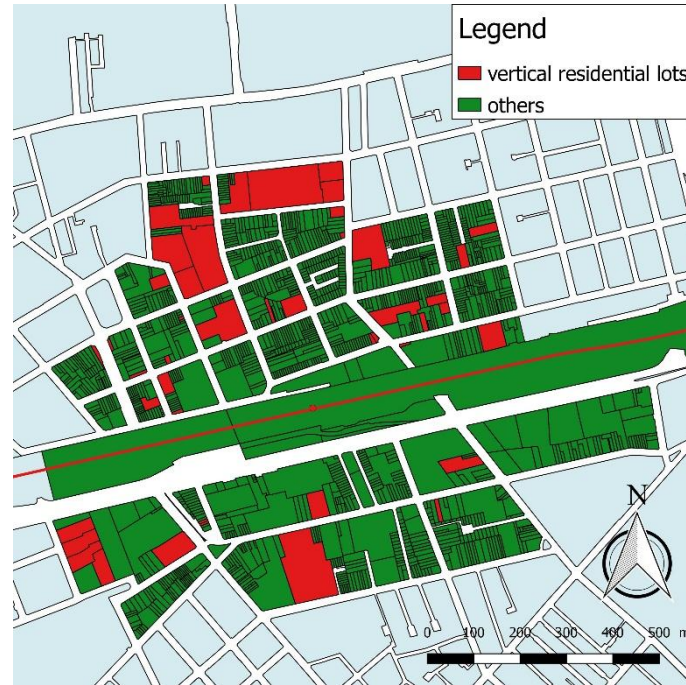 Legend
vertical residential lots
others
N
0 100 200 300 400 500 m